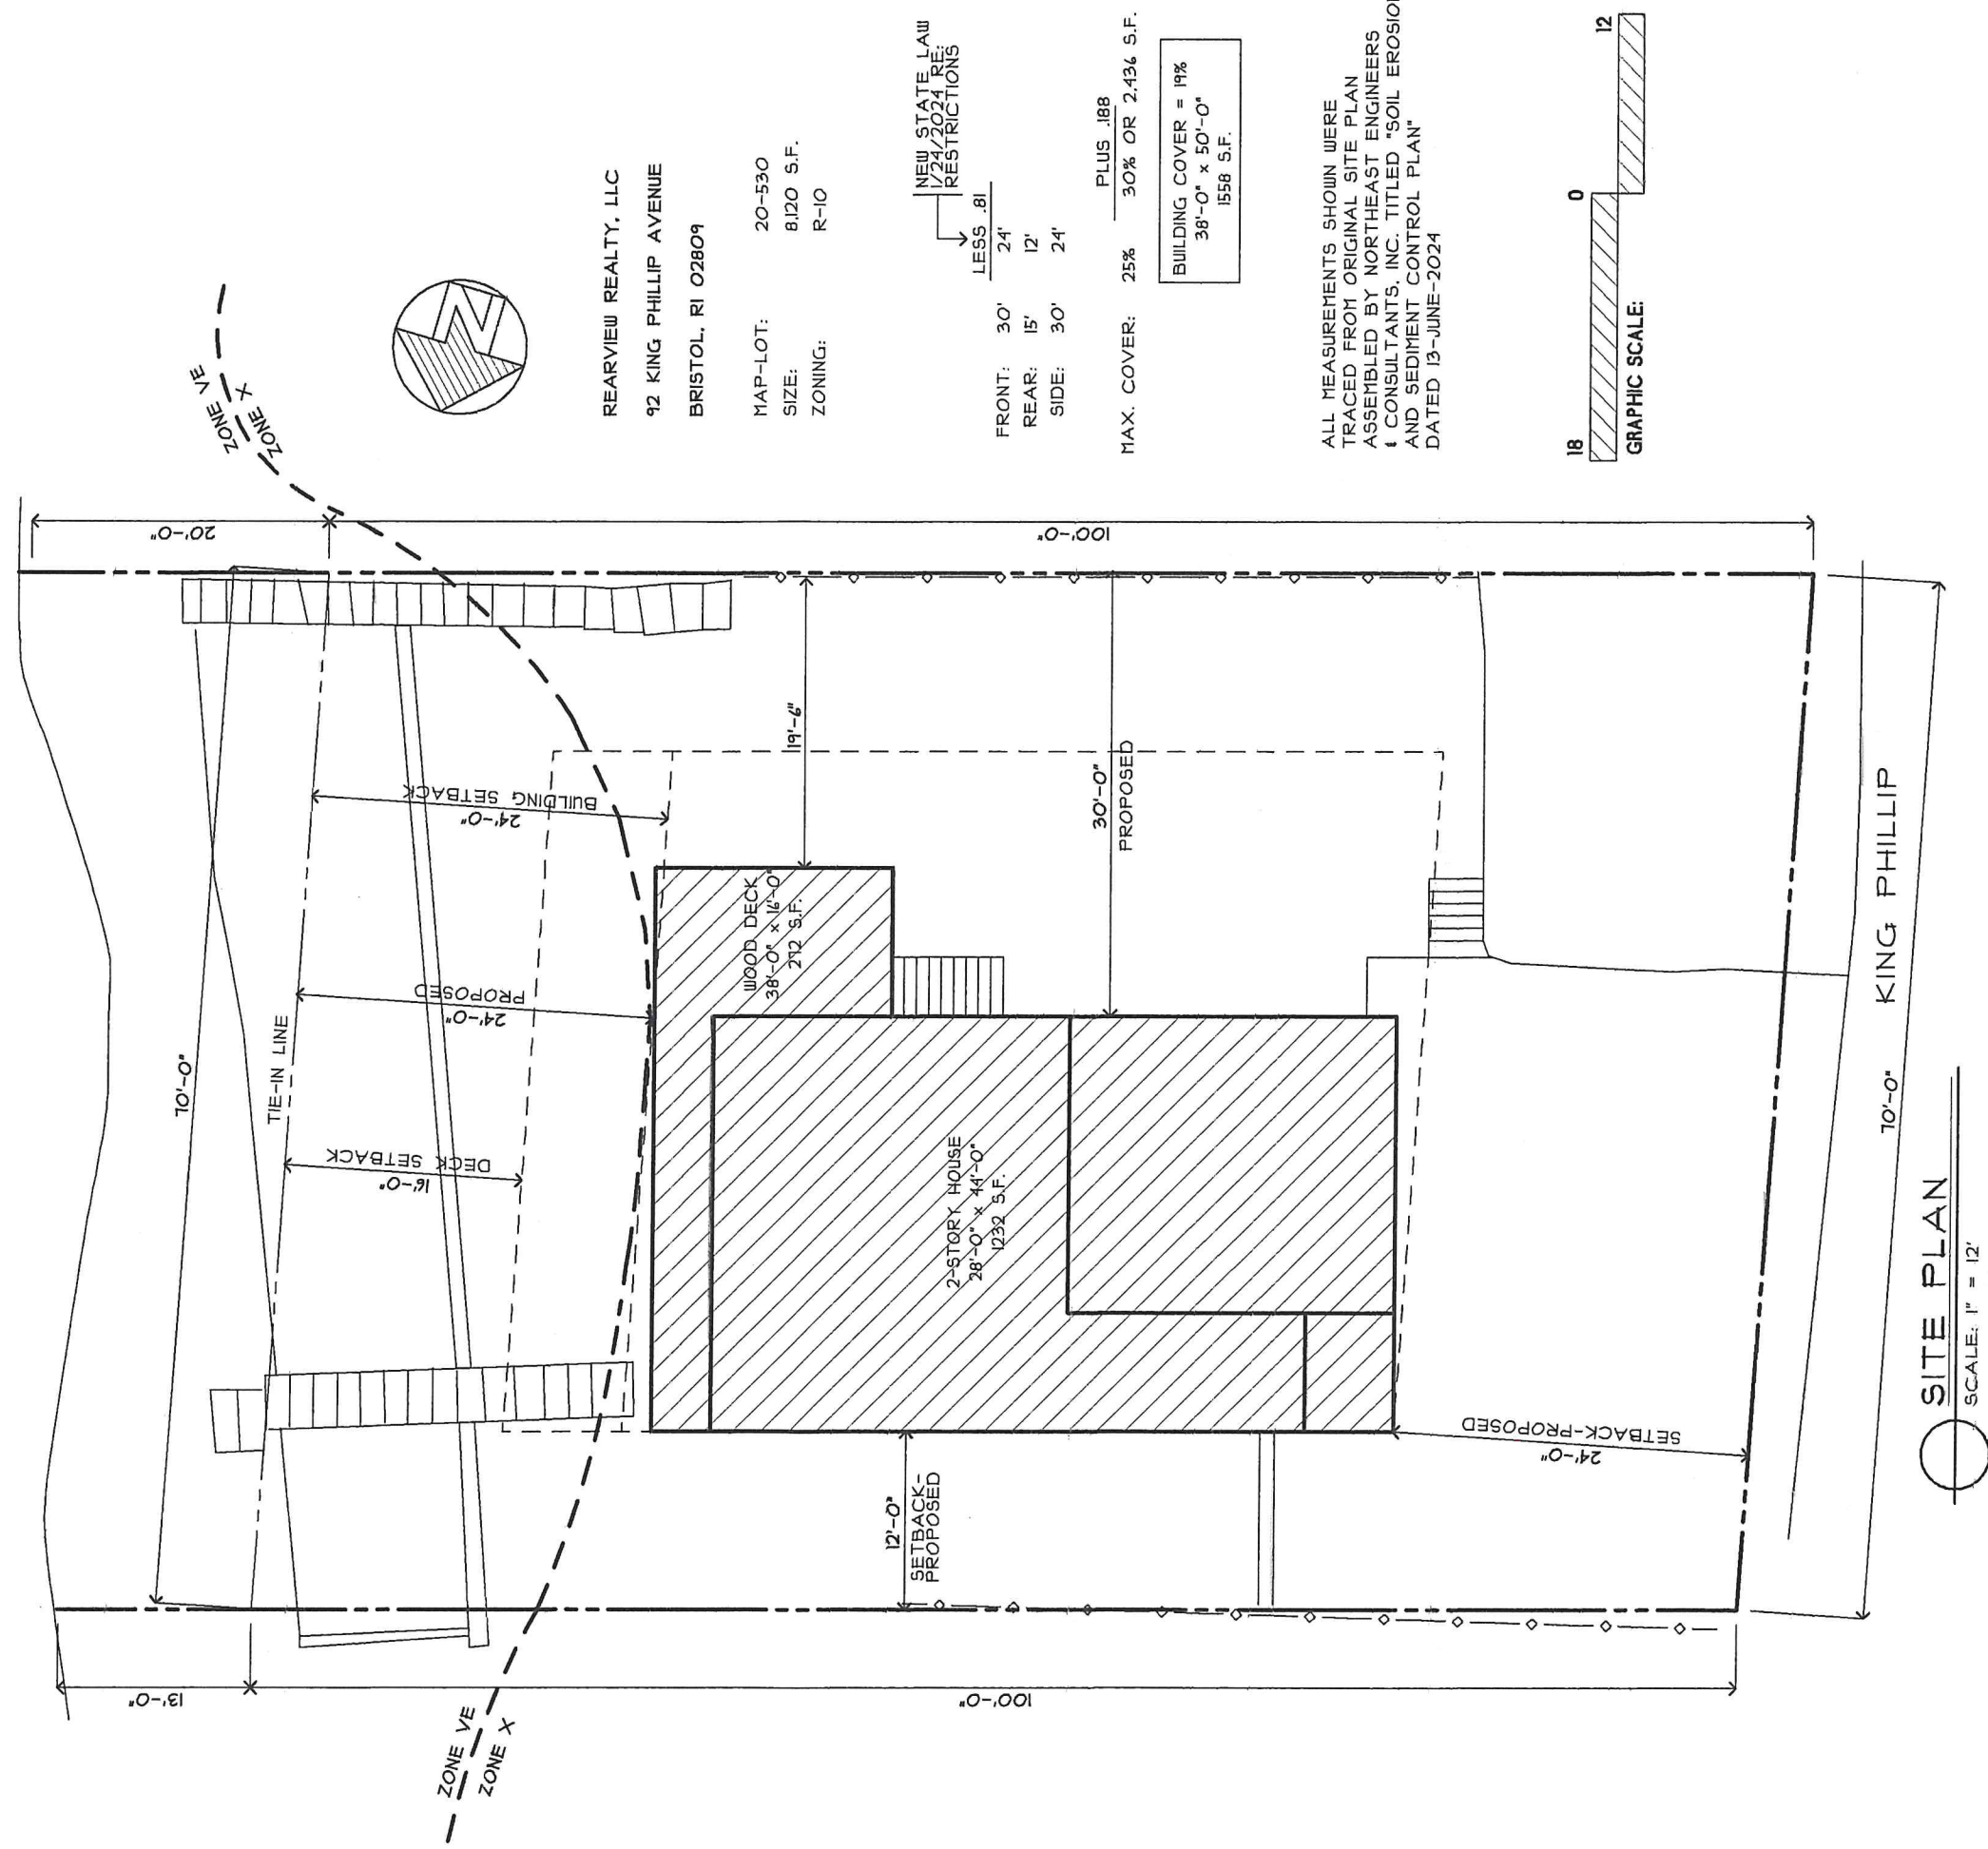 ZONE VE
ZONE X
ZONE VE
ZONE X
20'-0"
100'-0"
13'-0"
100'-0"
70'-0"
TIE-IN LINE
BUILDING SETBACK
24'-0"
PROPOSED
24'-0"
DECK SETBACK
16'-0"
19'-6"
30'-0"
PROPOSED
WOOD DECK
38'-0" x 16'-0"
292 S.F.
2-STORY HOUSE
28'-0" x 44'-0"
1232 S.F.
12'-0"
SETBACK-
PROPOSED
SETBACK-PROPOSED
24'-0"
70'-0"
KING PHILLIP
SITE PLAN
SCALE: 1" = 12'
N
REARVIEW REALTY, LLC
92 KING PHILLIP AVENUE
BRISTOL, RI 02809
MAP-LOT: 20-530
SIZE: 8,120 S.F.
ZONING: R-10
NEW STATE LAW
1/24/2024 RE:
RESTRICTIONS
LESS .81
FRONT: 30' 24'
REAR: 15' 12'
SIDE: 30' 24'
PLUS .188
MAX. COVER: 25% 30% OR 2,436 S.F.
BUILDING COVER = 19%
38'-0" x 50'-0"
1558 S.F.
ALL MEASUREMENTS SHOWN WERE
TRACED FROM ORIGINAL SITE PLAN
ASSEMBLED BY NORTHEAST ENGINEERS
& CONSULTANTS, INC. TITLED "SOIL EROSION
AND SEDIMENT CONTROL PLAN"
DATED 13-JUNE-2024
18 0 12
GRAPHIC SCALE: